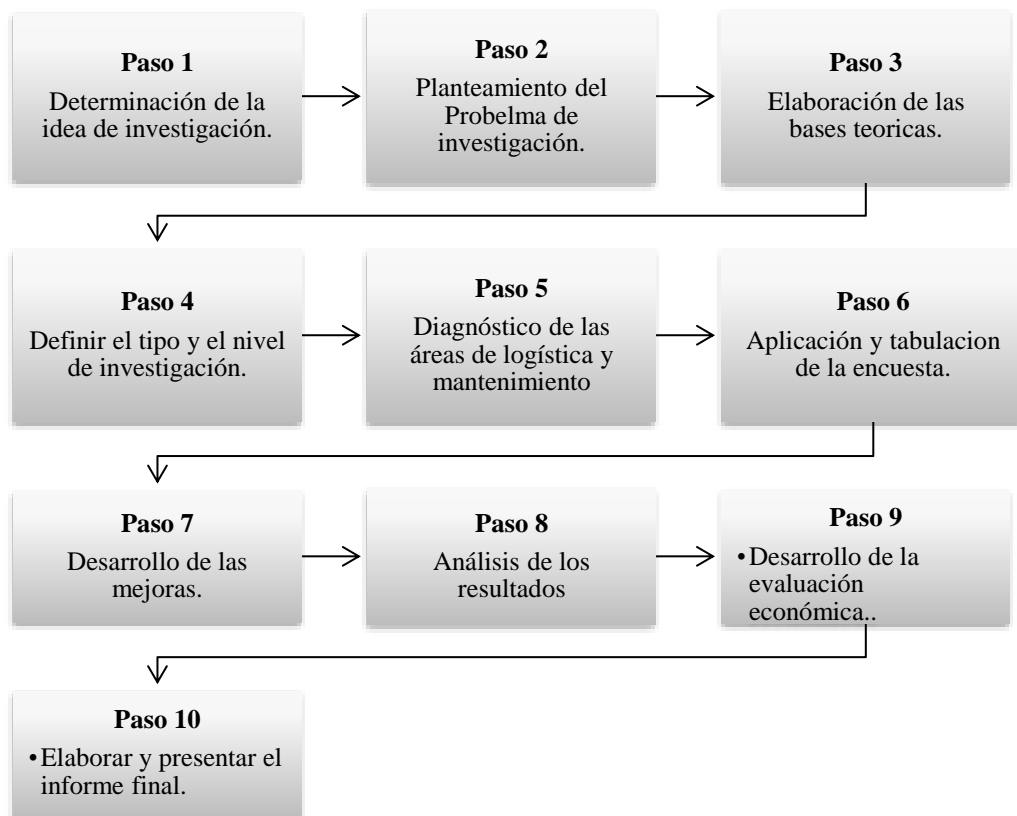 Paso 1
Determinación de la
idea de investigación.
Paso 2
Planteamiento del
Probelma de
investigación.
Paso 3
Elaboración de las
bases teoricas.
Paso 4
Definir el tipo y el nivel
de investigación.
Paso 5
Diagnóstico de las
áreas de logística y
mantenimiento
Paso 6
Aplicación y tabulacion
de la encuesta.
Paso 7
Desarrollo de las
mejoras.
Paso 8
Análisis de los
resultados
Paso 9
•Desarrollo de la
evaluación
económica..
Paso 10
•Elaborar y presentar el
informe final.